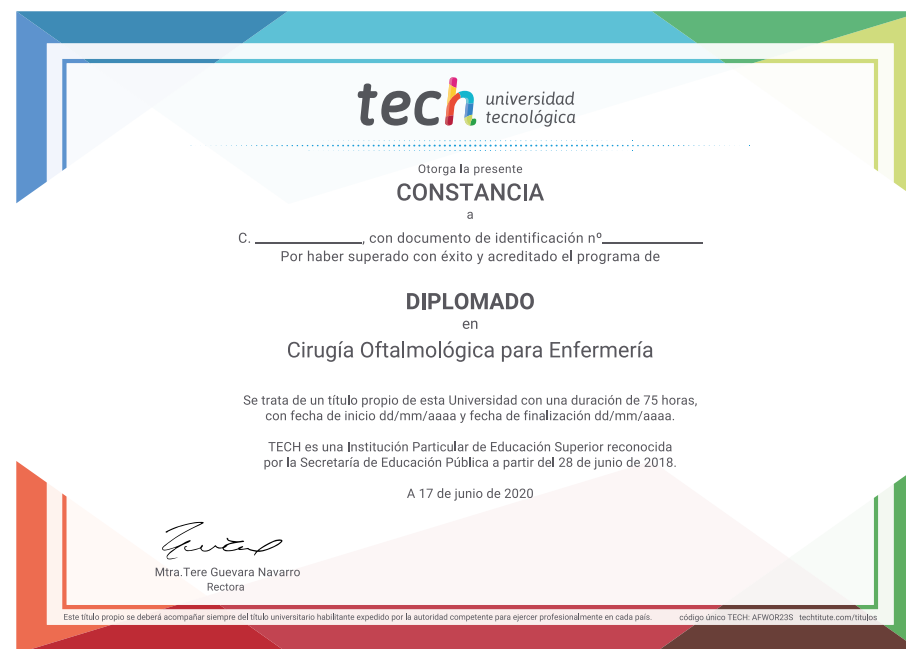 tech universidad
tecnológica
Otorga la presente
CONSTANCIA
a
C. ____________, con documento de identificación nº____________
Por haber superado con éxito y acreditado el programa de
DIPLOMADO
en
Cirugía Oftalmológica para Enfermería
Se trata de un título propio de esta Universidad con una duración de 75 horas,
con fecha de inicio dd/mm/aaaa y fecha de finalización dd/mm/aaaa.
TECH es una Institución Particular de Educación Superior reconocida
por la Secretaría de Educación Pública a partir del 28 de junio de 2018.
A 17 de junio de 2020
Mtra.Tere Guevara Navarro
Rectora
Este título propio se deberá acompañar siempre del título universitario habilitante expedido por la autoridad competente para ejercer profesionalmente en cada país. código único TECH: AFWOR23S techtitute.com/titulos